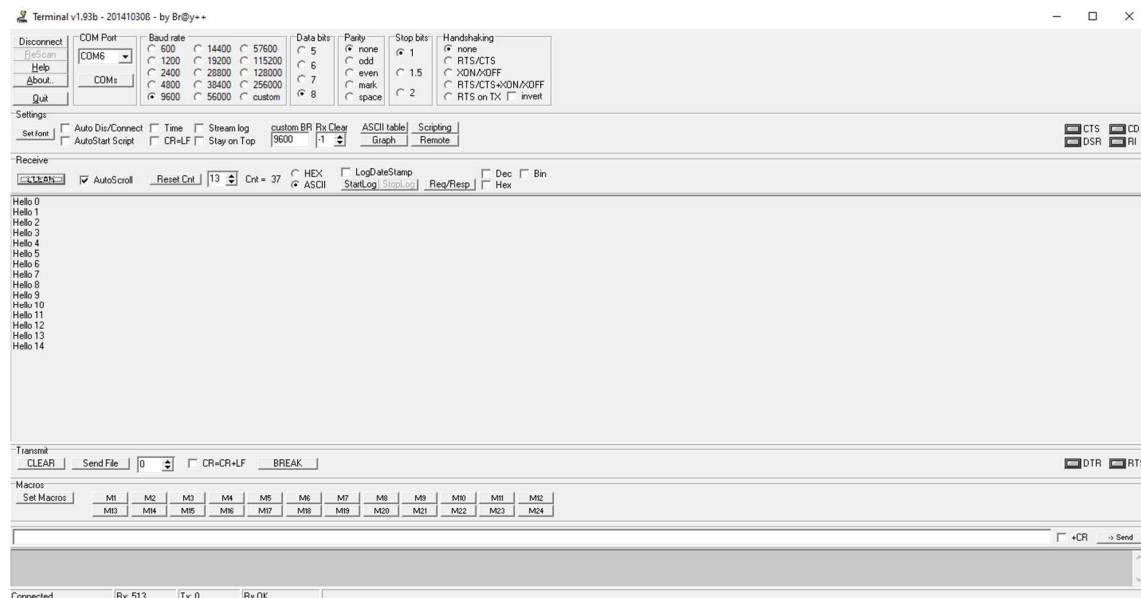 Terminal v1.93b - 20141030ß - by Br@y++
Disconnect
ReScan
Help
About..
Quit
COM Port
COM6
COMs
Baud rate
600 14400 57600
1200 19200 115200
2400 28800 128000
4800 38400 256000
9600 56000 custom
Data bits
5
6
7
8
Parity
none
odd
even
mark
space
Stop bits
1
1.5
2
Handshaking
none
RTS/CTS
XON/XOFF
RTS/CTS+XON/XOFF
RTS on TX invert
Settings
Set font
Auto Dis/Connect Time Stream log
AutoStart Script CR=LF Stay on Top
custom BR Rx Clear
9600 -1
ASCII table Scripting
Graph Remote
CTS CD
DSR RI
Receive
CLEAR AutoScroll Reset Cnt 13 Cnt = 37
HEX
ASCII
LogDateStamp
StartLog StopLog Req/Resp
Dec Bin
Hex
Hello 0
Hello 1
Hello 2
Hello 3
Hello 4
Hello 5
Hello 6
Hello 7
Hello 8
Hello 9
Hello 10
Hello 11
Hello 12
Hello 13
Hello 14
Transmit
CLEAR Send File 0 CR=CR+LF BREAK
DTR RTS
Macros
Set Macros
M1 M2 M3 M4 M5 M6 M7 M8 M9 M10 M11 M12
M13 M14 M15 M16 M17 M18 M19 M20 M21 M22 M23 M24
+CR -> Send
Connected Rx: 513 Tx: 0 Rx OK